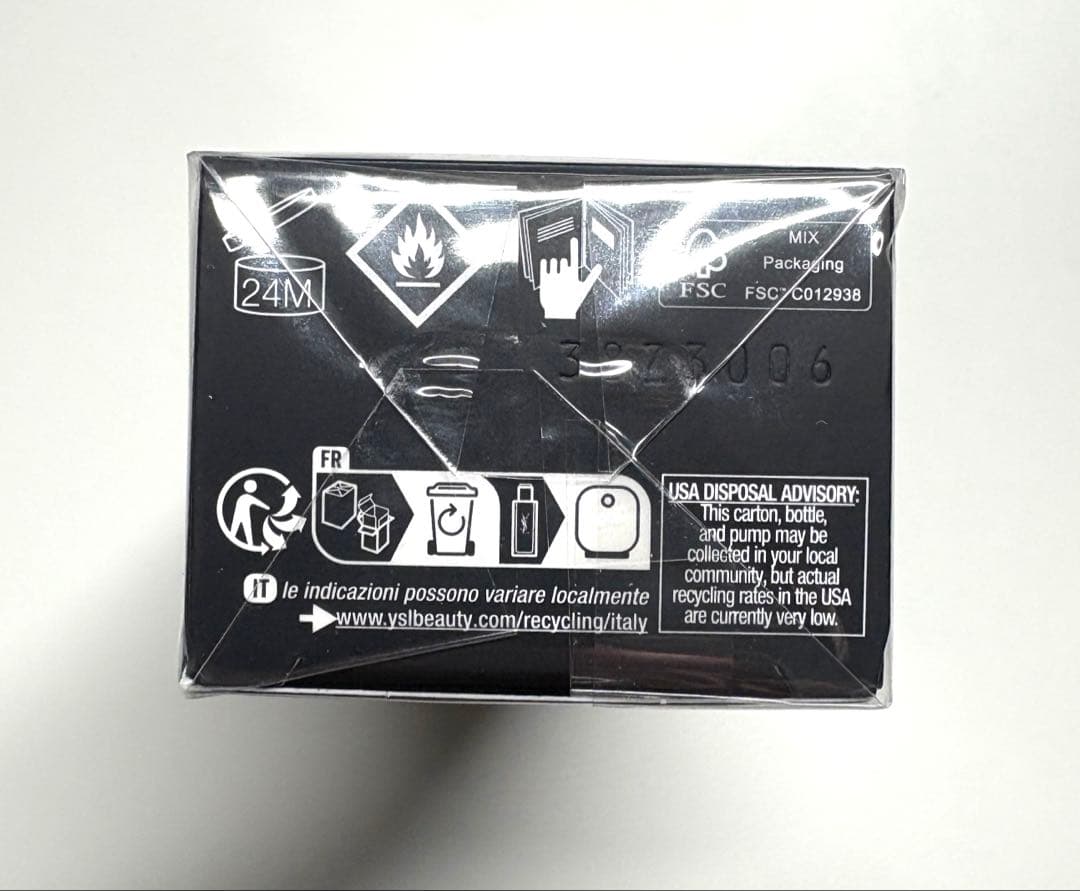 24M
MIX
Packaging
FSC
FSC™ C012938
FR
USA DISPOSAL ADVISORY:
This carton, bottle,
and pump may be
collected in your local
community, but actual
recycling rates in the USA
are currently very low.
IT le indicazioni possono variare localmente
www.yslbeauty.com/recycling/italy